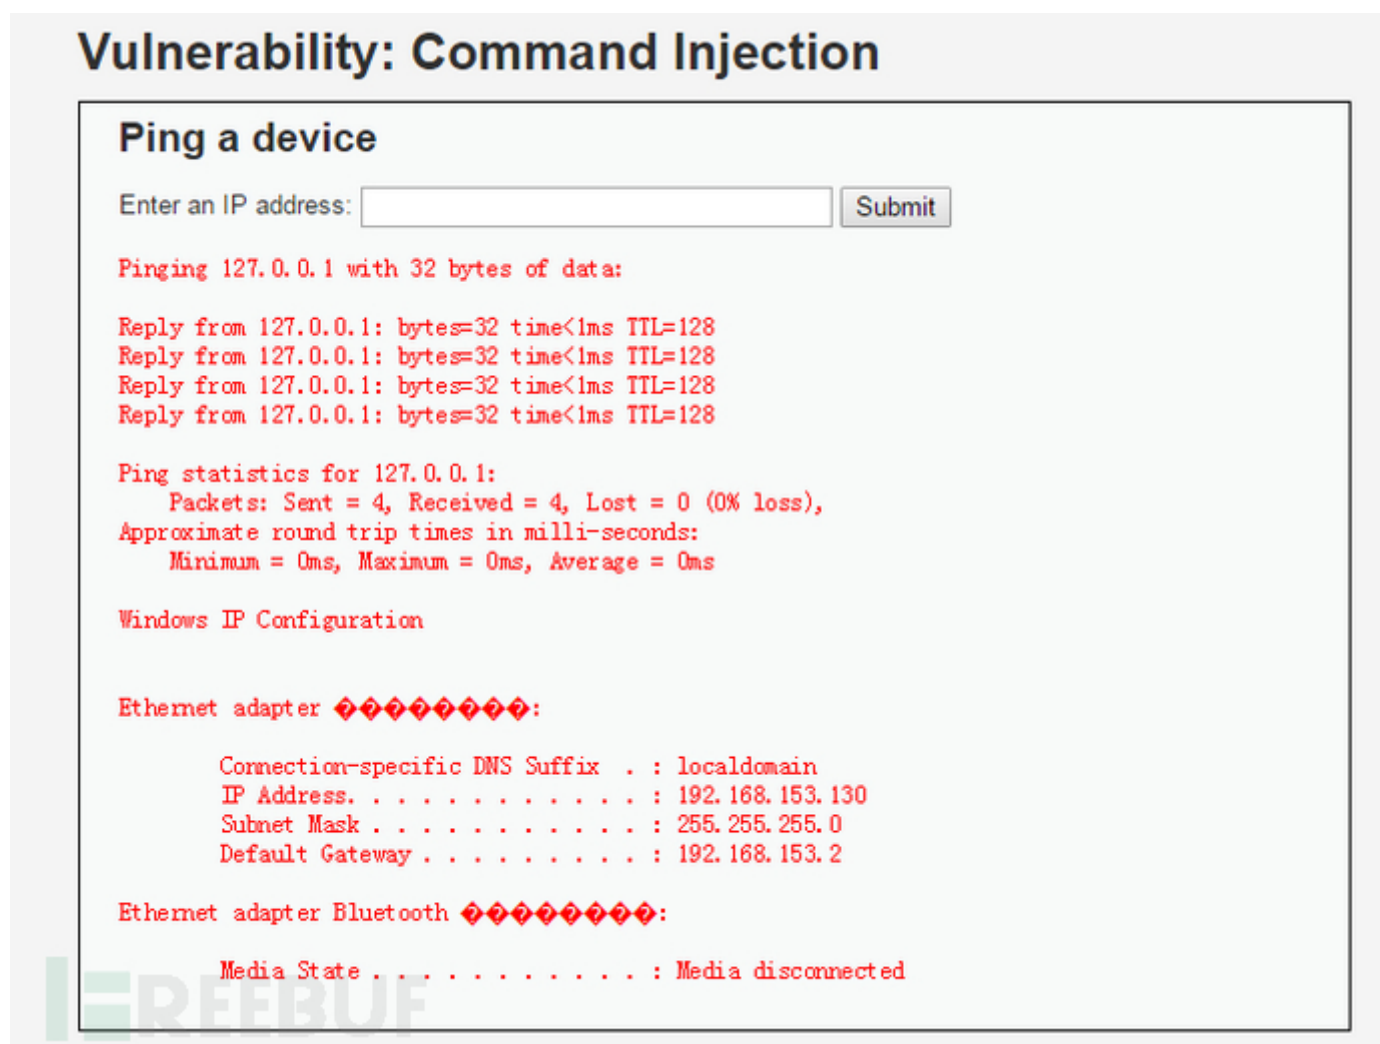 Vulnerability: Command Injection
Ping a device
Enter an IP address: Submit
Pinging 127.0.0.1 with 32 bytes of data:
Reply from 127.0.0.1: bytes=32 time<1ms TTL=128
Reply from 127.0.0.1: bytes=32 time<1ms TTL=128
Reply from 127.0.0.1: bytes=32 time<1ms TTL=128
Reply from 127.0.0.1: bytes=32 time<1ms TTL=128
Ping statistics for 127.0.0.1:
Packets: Sent = 4, Received = 4, Lost = 0 (0% loss),
Approximate round trip times in milli-seconds:
Minimum = 0ms, Maximum = 0ms, Average = 0ms
Windows IP Configuration
Ethernet adapter ��������:
Connection-specific DNS Suffix . : localdomain
IP Address. . . . . . . . . . . . : 192.168.153.130
Subnet Mask . . . . . . . . . . . : 255.255.255.0
Default Gateway . . . . . . . . . : 192.168.153.2
Ethernet adapter Bluetooth ��������:
Media State . . . . . . . . . . . : Media disconnected
FREEBUF